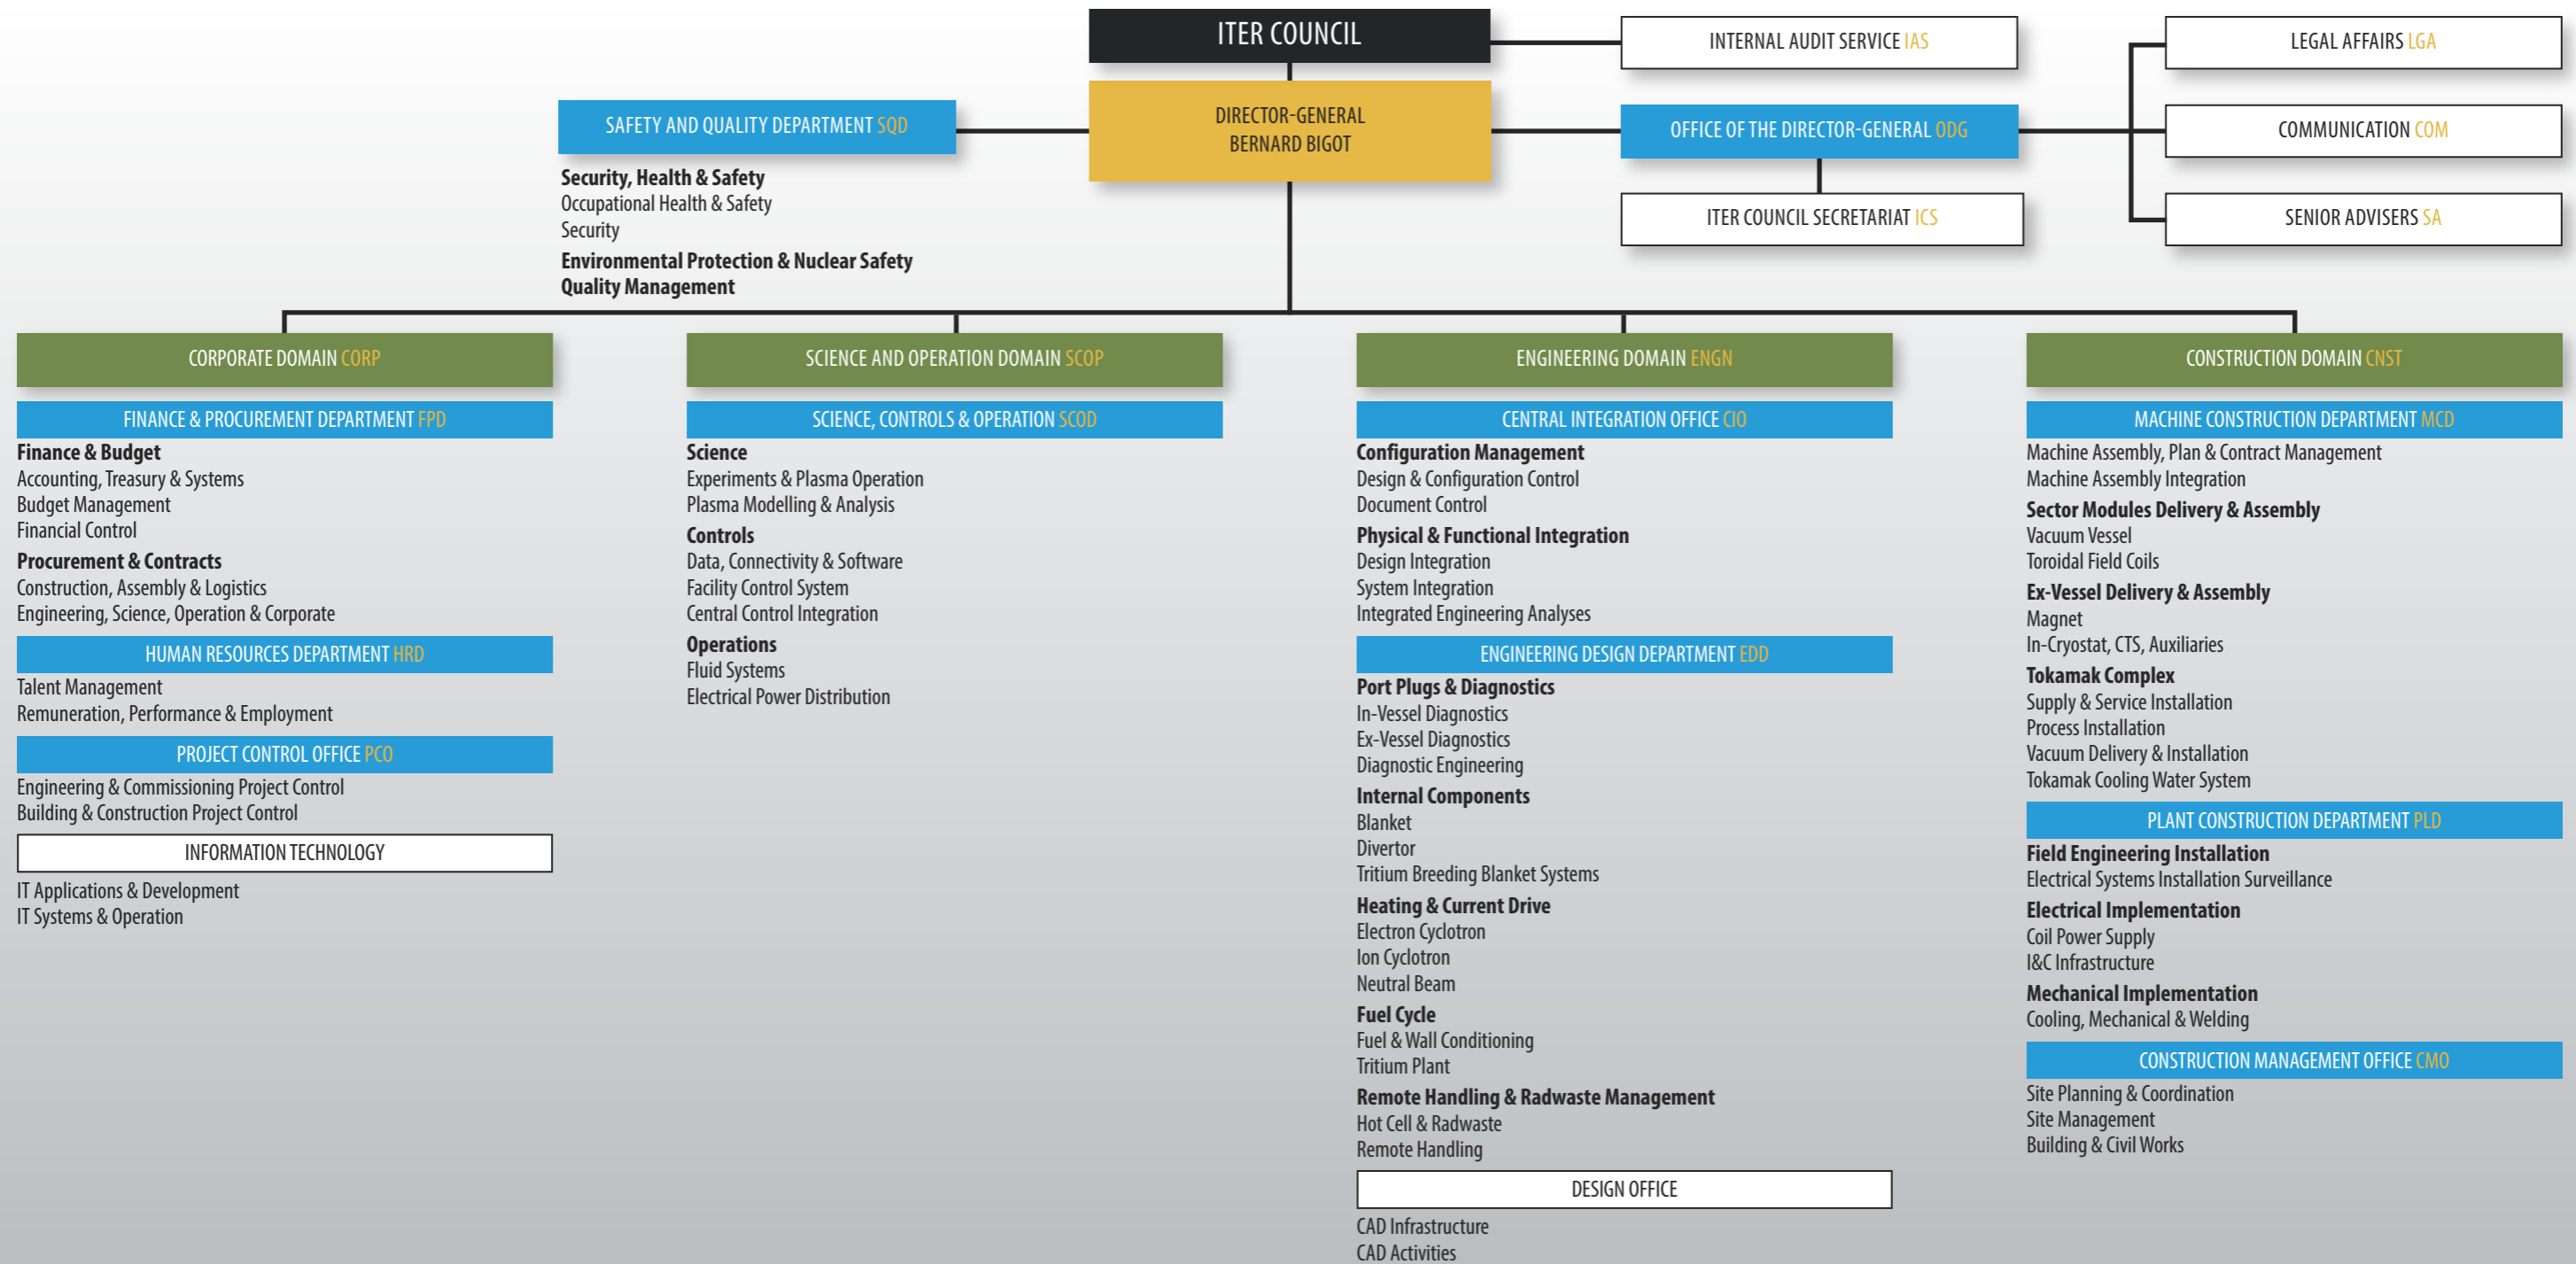 ITER COUNCIL
INTERNAL AUDIT SERVICE IAS
LEGAL AFFAIRS LGA
SAFETY AND QUALITY DEPARTMENT SQD
DIRECTOR-GENERAL
BERNARD BIGOT
OFFICE OF THE DIRECTOR-GENERAL ODG
COMMUNICATION COM
ITER COUNCIL SECRETARIAT ICS
SENIOR ADVISERS SA
Security, Health & Safety
Occupational Health & Safety
Security
Environmental Protection & Nuclear Safety
Quality Management
CORPORATE DOMAIN CORP
FINANCE & PROCUREMENT DEPARTMENT FPD
Finance & Budget
Accounting, Treasury & Systems
Budget Management
Financial Control
Procurement & Contracts
Construction, Assembly & Logistics
Engineering, Science, Operation & Corporate
HUMAN RESOURCES DEPARTMENT HRD
Talent Management
Remuneration, Performance & Employment
PROJECT CONTROL OFFICE PCO
Engineering & Commissioning Project Control
Building & Construction Project Control
INFORMATION TECHNOLOGY
IT Applications & Development
IT Systems & Operation
SCIENCE AND OPERATION DOMAIN SCOP
SCIENCE, CONTROLS & OPERATION SCOD
Science
Experiments & Plasma Operation
Plasma Modelling & Analysis
Controls
Data, Connectivity & Software
Facility Control System
Central Control Integration
Operations
Fluid Systems
Electrical Power Distribution
ENGINEERING DOMAIN ENGN
CENTRAL INTEGRATION OFFICE CIO
Configuration Management
Design & Configuration Control
Document Control
Physical & Functional Integration
Design Integration
System Integration
Integrated Engineering Analyses
ENGINEERING DESIGN DEPARTMENT EDD
Port Plugs & Diagnostics
In-Vessel Diagnostics
Ex-Vessel Diagnostics
Diagnostic Engineering
Internal Components
Blanket
Divertor
Tritium Breeding Blanket Systems
Heating & Current Drive
Electron Cyclotron
Ion Cyclotron
Neutral Beam
Fuel Cycle
Fuel & Wall Conditioning
Tritium Plant
Remote Handling & Radwaste Management
Hot Cell & Radwaste
Remote Handling
DESIGN OFFICE
CAD Infrastructure
CAD Activities
CONSTRUCTION DOMAIN CNST
MACHINE CONSTRUCTION DEPARTMENT MCD
Machine Assembly, Plan & Contract Management
Machine Assembly Integration
Sector Modules Delivery & Assembly
Vacuum Vessel
Toroidal Field Coils
Ex-Vessel Delivery & Assembly
Magnet
In-Cryostat, CTS, Auxiliaries
Tokamak Complex
Supply & Service Installation
Process Installation
Vacuum Delivery & Installation
Tokamak Cooling Water System
PLANT CONSTRUCTION DEPARTMENT PLD
Field Engineering Installation
Electrical Systems Installation Surveillance
Electrical Implementation
Coil Power Supply
I&C Infrastructure
Mechanical Implementation
Cooling, Mechanical & Welding
CONSTRUCTION MANAGEMENT OFFICE CMO
Site Planning & Coordination
Site Management
Building & Civil Works